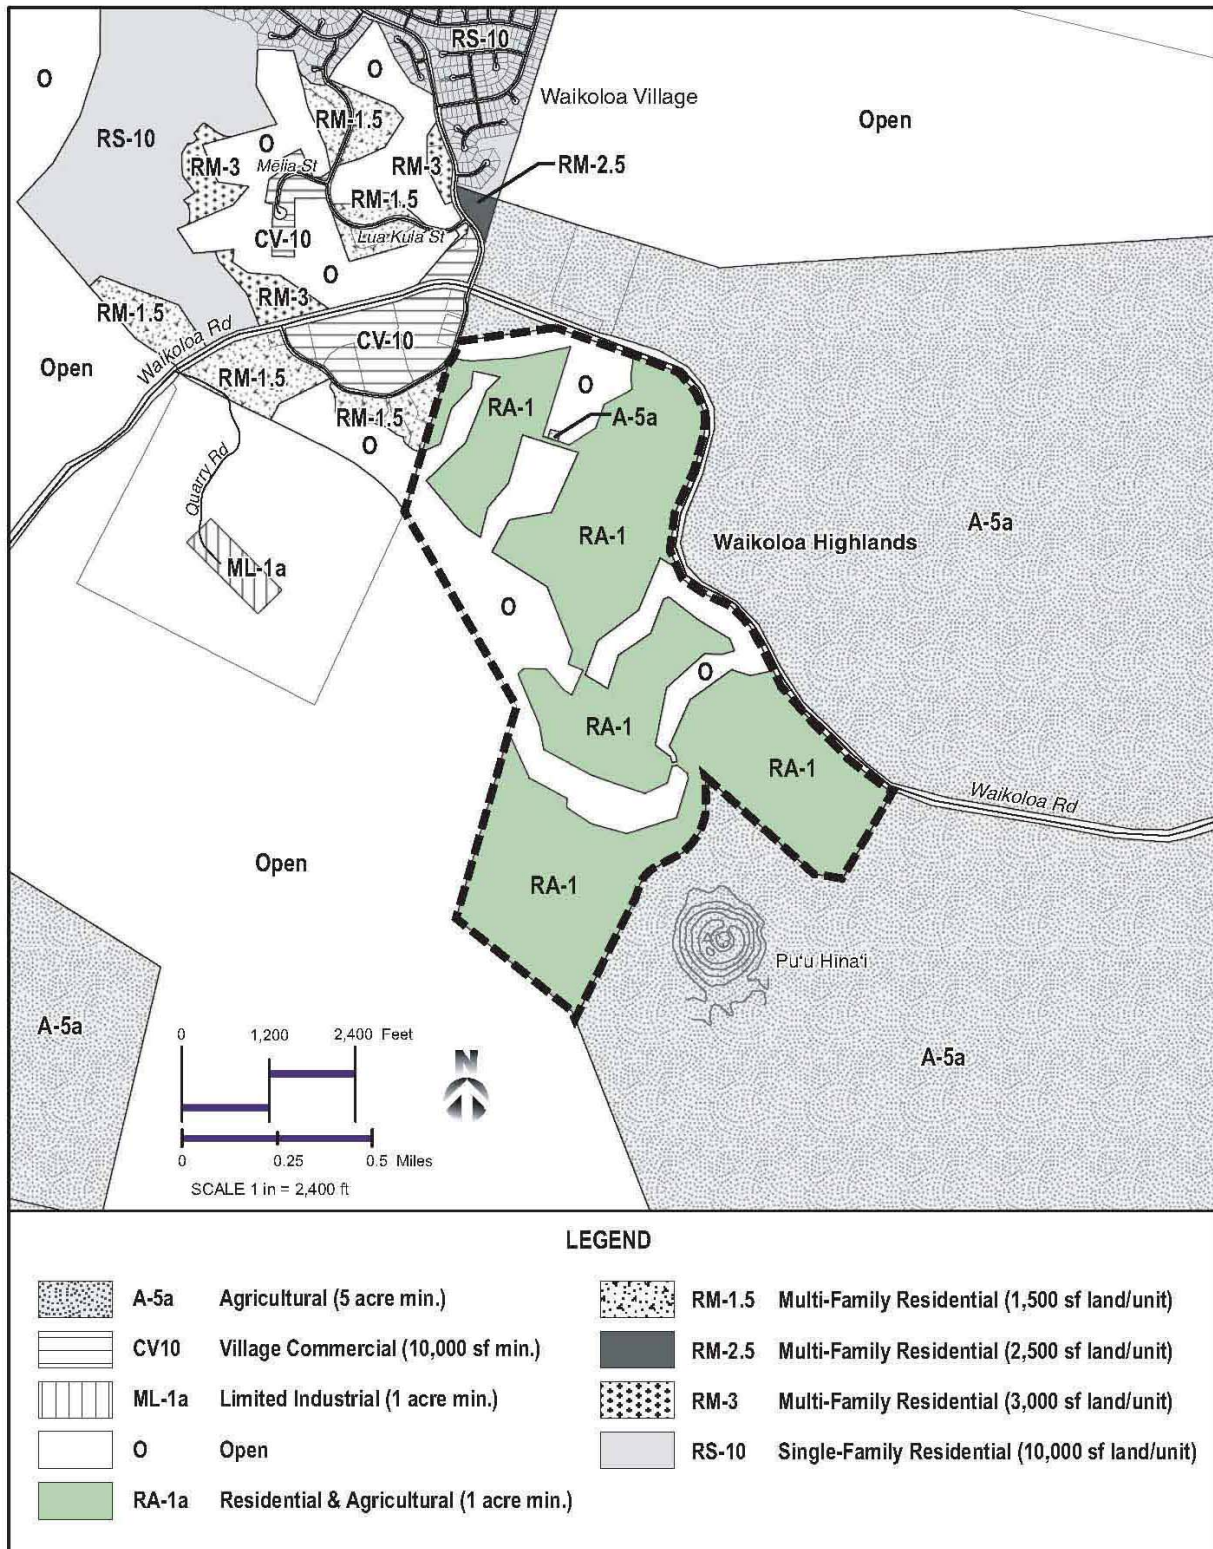 RS-10
O
O
Waikoloa Village
RM-1.5
Open
RS-10
O
RM-3
Mēlia St
RM-3
RM-2.5
RM-1.5
CV-10
Lua Kula St
O
RM-3
RM-1.5
Waikoloa Rd
CV-10
Open
RM-1.5
O
RM-1.5
RA-1
A-5a
O
Quarry Rd
A-5a
RA-1
Waikoloa Highlands
ML-1a
O
O
RA-1
RA-1
Waikoloa Rd
Open
RA-1
Pu‘u Hina‘i
A-5a
A-5a
0 1,200 2,400 Feet
N
0 0.25 0.5 Miles
SCALE 1 in = 2,400 ft
LEGEND
A-5a Agricultural (5 acre min.)
CV10 Village Commercial (10,000 sf min.)
ML-1a Limited Industrial (1 acre min.)
O Open
RA-1a Residential & Agricultural (1 acre min.)
RM-1.5 Multi-Family Residential (1,500 sf land/unit)
RM-2.5 Multi-Family Residential (2,500 sf land/unit)
RM-3 Multi-Family Residential (3,000 sf land/unit)
RS-10 Single-Family Residential (10,000 sf land/unit)